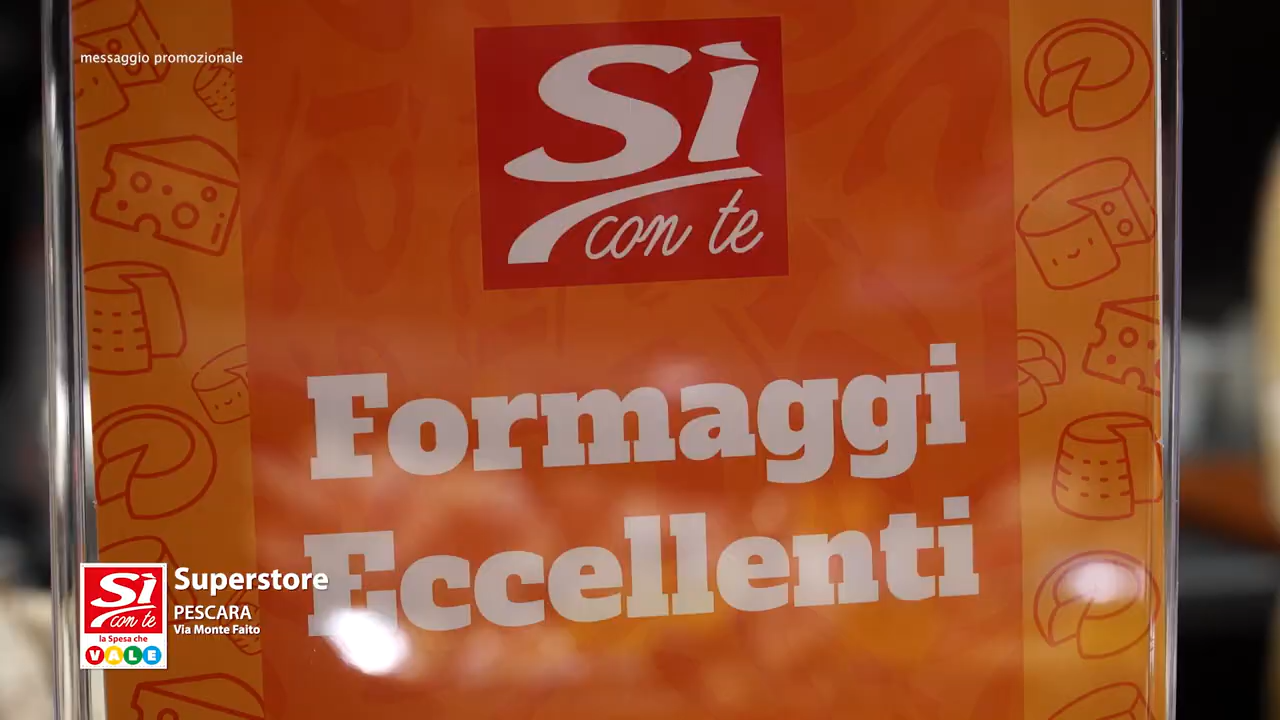 messaggio promozionale
Sì
con te
Formaggi
Eccellenti
Sì
con te
la Spesa che
VALE
Superstore
PESCARA
Via Monte Faito